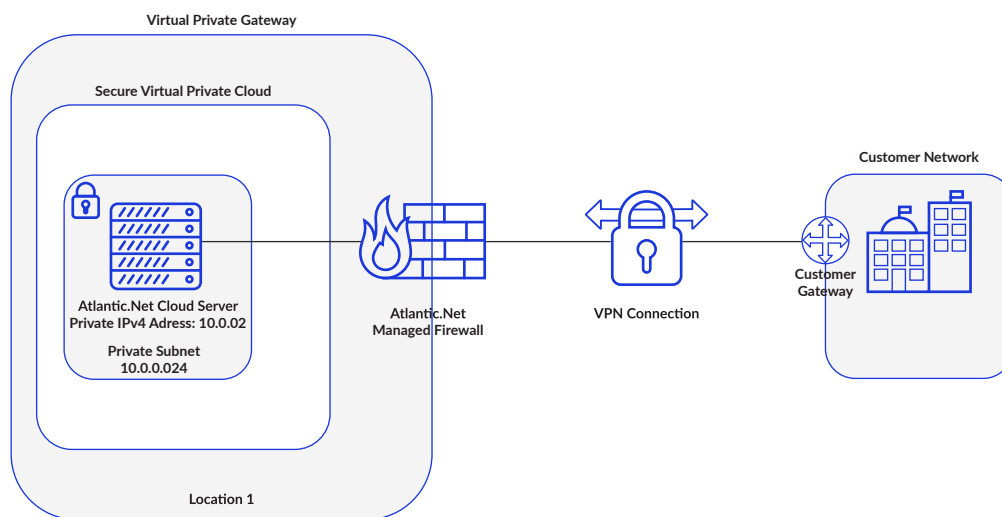 Virtual Private Gateway
Secure Virtual Private Cloud
Atlantic.Net Cloud Server
Private IPv4 Adress: 10.0.02
Private Subnet
10.0.0.024
Location 1
Atlantic.Net
Managed Firewall
VPN Connection
Customer Network
Customer
Gateway